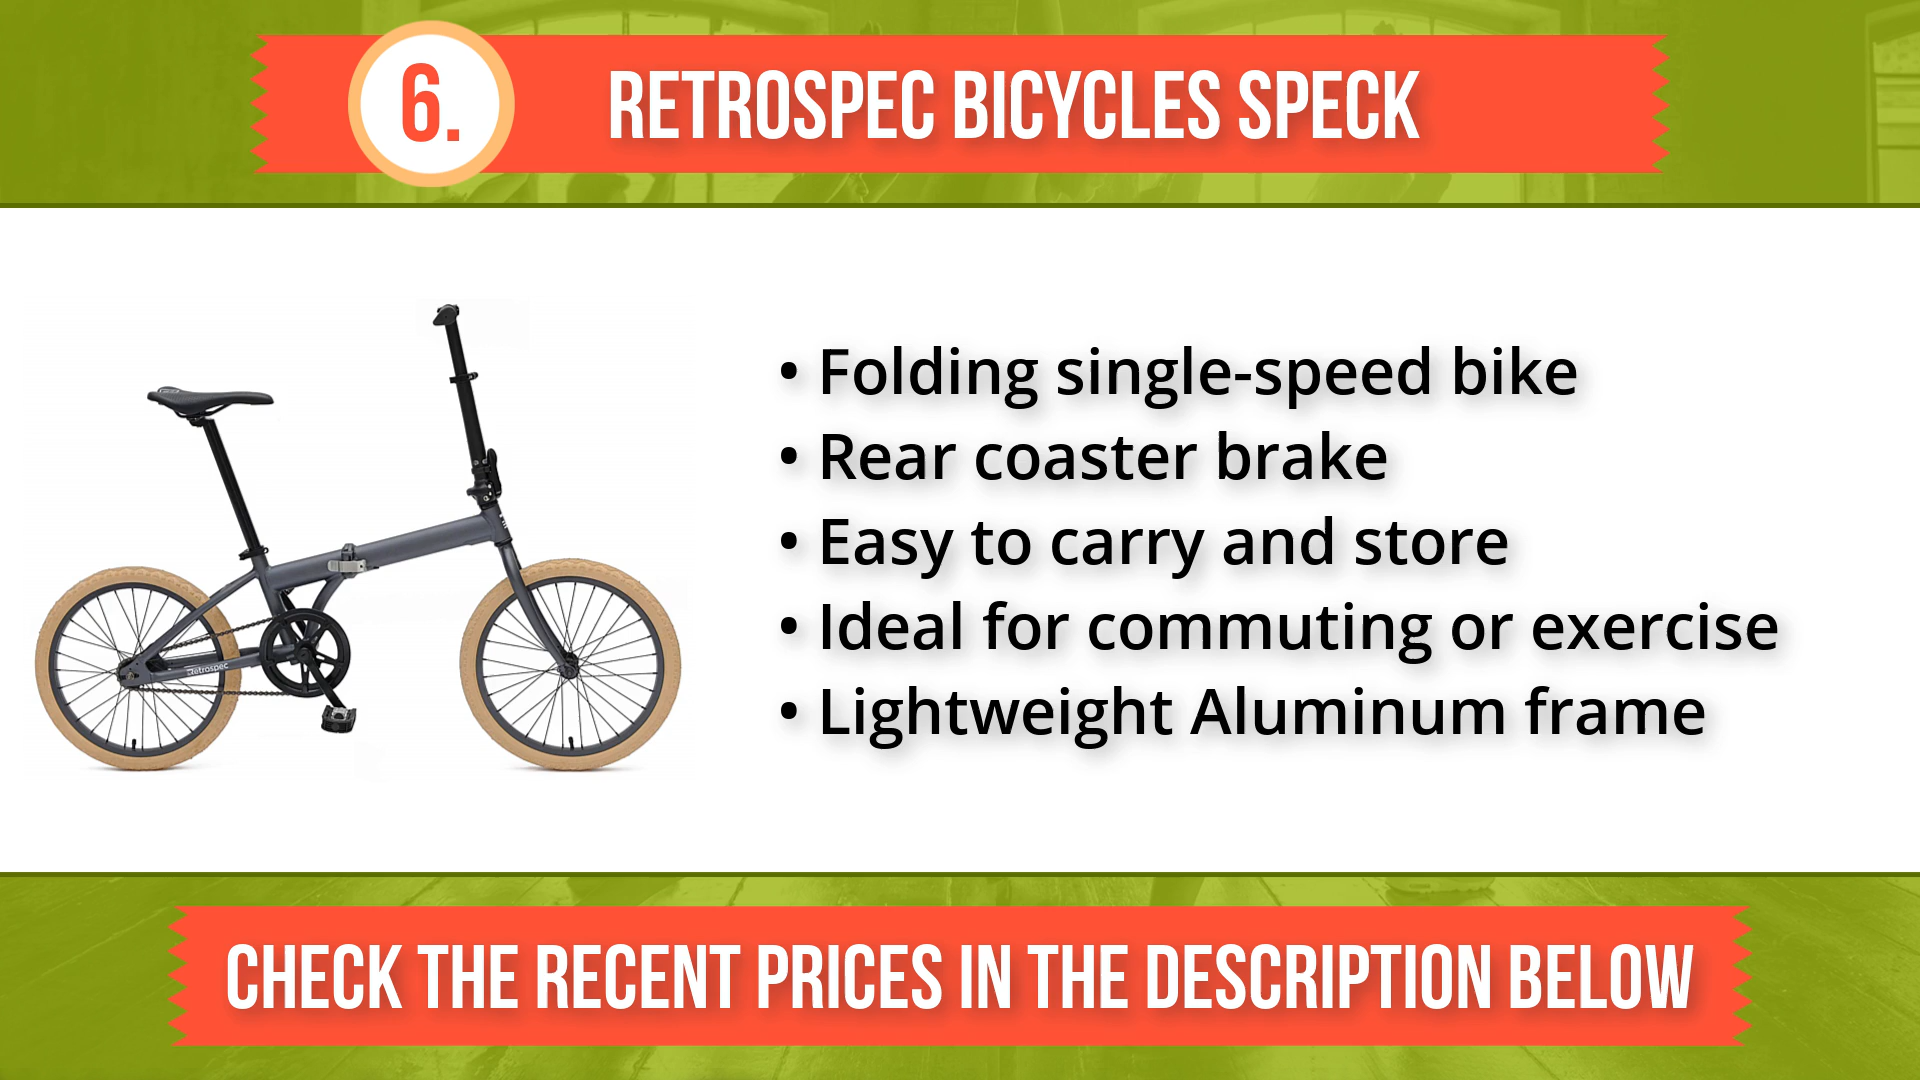 6.
RETROSPEC BICYCLES SPECK
• Folding single-speed bike
• Rear coaster brake
• Easy to carry and store
• Ideal for commuting or exercise
• Lightweight Aluminum frame
Retrospec
CHECK THE RECENT PRICES IN THE DESCRIPTION BELOW